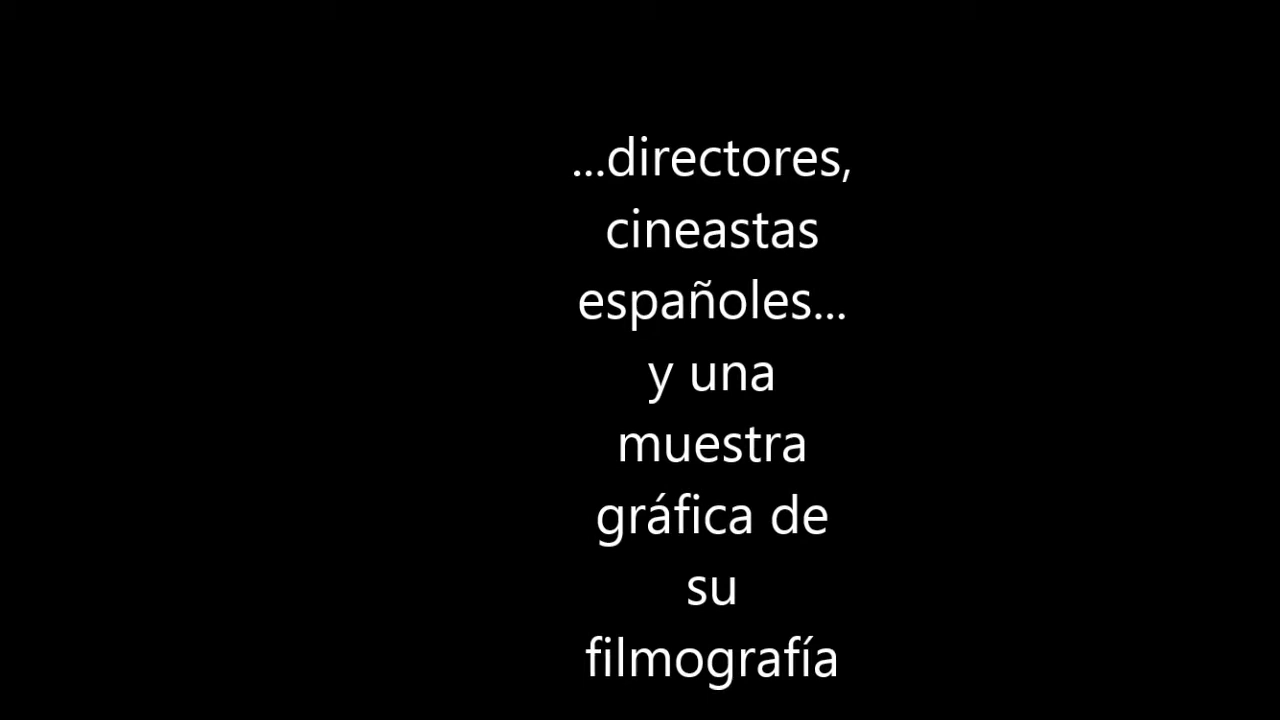 ...directores,
cineastas
españoles...
y una
muestra
gráfica de
su
filmografía